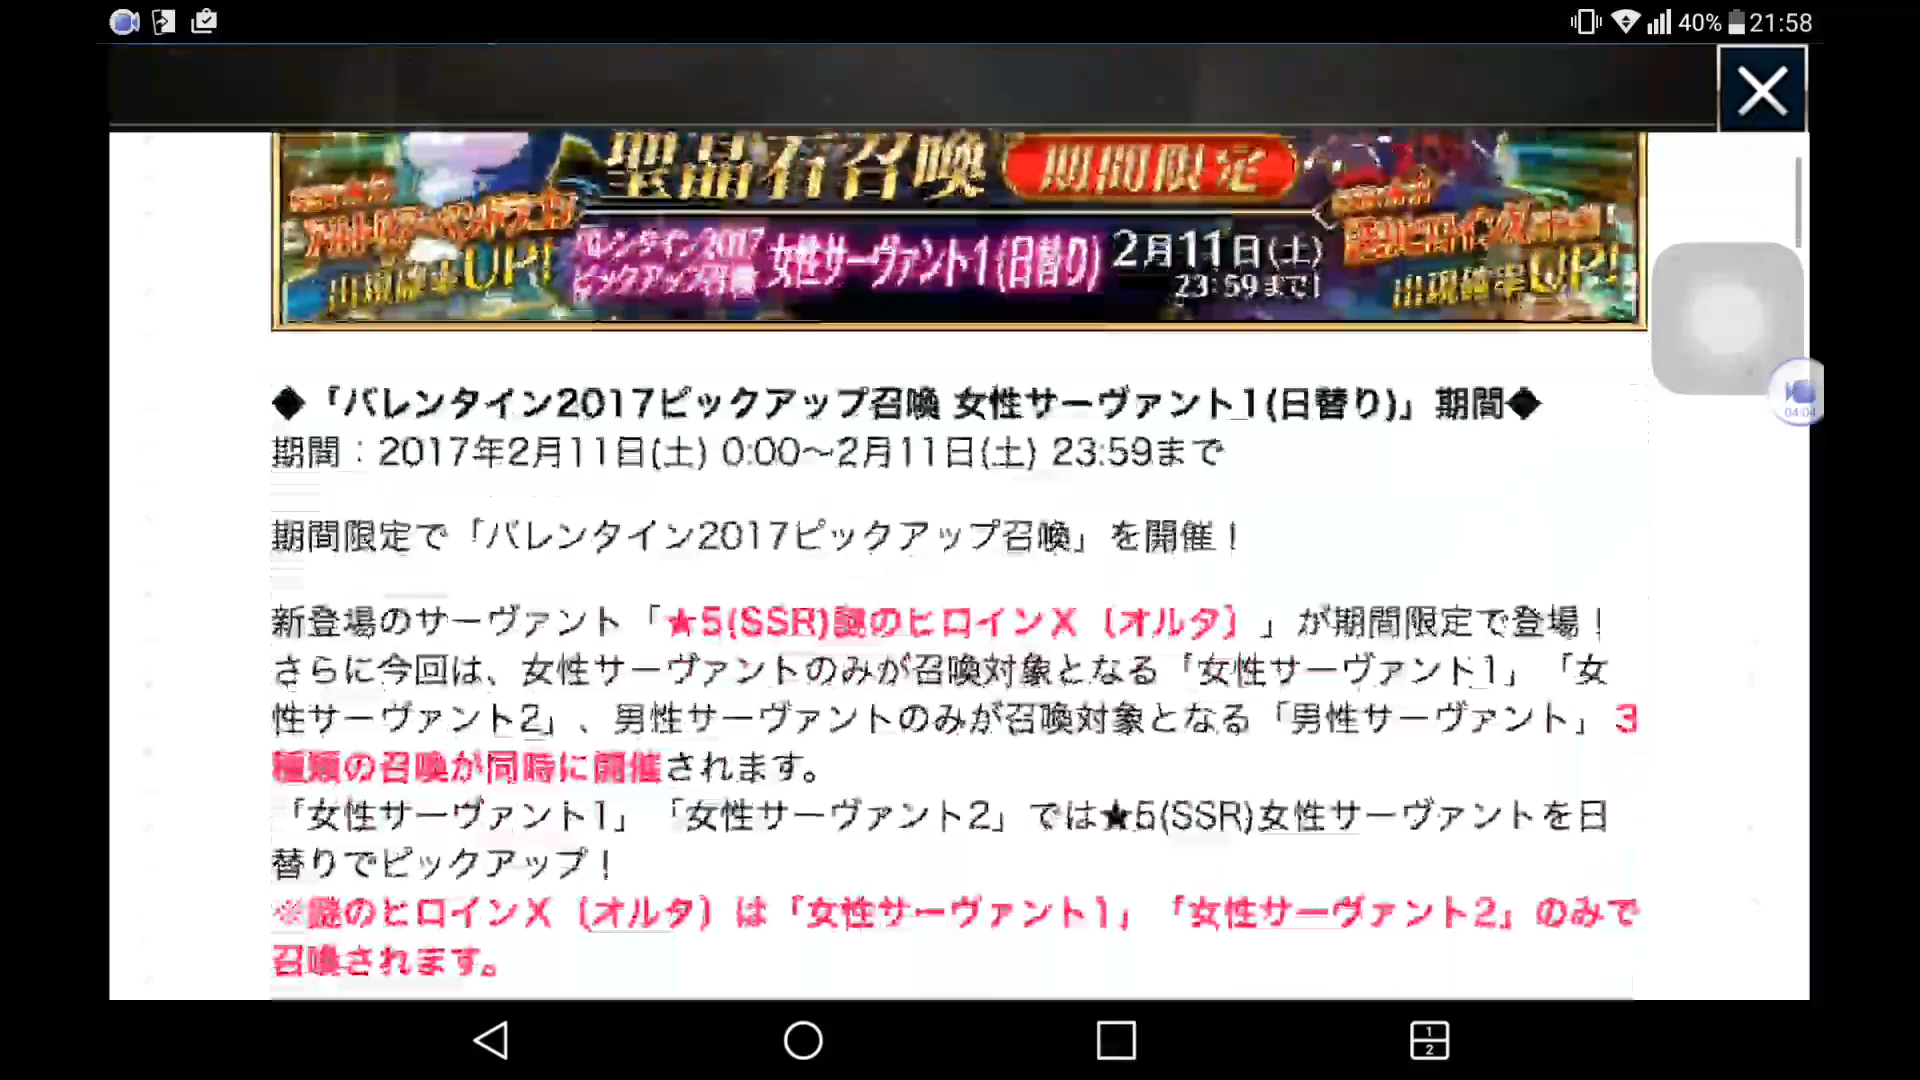 40% 21:58
聖晶石召喚 期間限定
出現確率UP!
バレンタイン2017
ピックアップ召喚
女性サーヴァント1(日替り)
2月11日(土)
23:59まで!
出現確率UP!
04:04
◆「バレンタイン2017ピックアップ召喚 女性サーヴァント1(日替り)」期間◆
期間：2017年2月11日(土) 0:00～2月11日(土) 23:59まで
期間限定で「バレンタイン2017ピックアップ召喚」を開催！
新登場のサーヴァント「★5(SSR)謎のヒロインX〔オルタ〕」が期間限定で登場！
さらに今回は、女性サーヴァントのみが召喚対象となる「女性サーヴァント1」「女
性サーヴァント2」、男性サーヴァントのみが召喚対象となる「男性サーヴァント」3
種類の召喚が同時に開催されます。
「女性サーヴァント1」「女性サーヴァント2」では★5(SSR)女性サーヴァントを日
替りでピックアップ！
※謎のヒロインX〔オルタ〕は「女性サーヴァント1」「女性サーヴァント2」のみで
召喚されます。
1
2